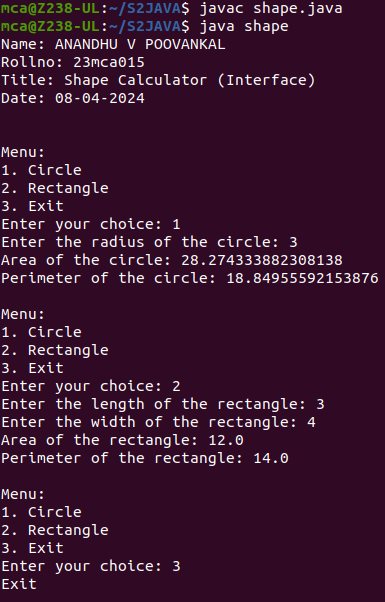 mca@Z238-UL:~/S2JAVA$ javac shape.java
mca@Z238-UL:~/S2JAVA$ java shape
Name: ANANDHU V POOVANKAL
Rollno: 23mca015
Title: Shape Calculator (Interface)
Date: 08-04-2024
Menu:
1. Circle
2. Rectangle
3. Exit
Enter your choice: 1
Enter the radius of the circle: 3
Area of the circle: 28.274333882308138
Perimeter of the circle: 18.84955592153876
Menu:
1. Circle
2. Rectangle
3. Exit
Enter your choice: 2
Enter the length of the rectangle: 3
Enter the width of the rectangle: 4
Area of the rectangle: 12.0
Perimeter of the rectangle: 14.0
Menu:
1. Circle
2. Rectangle
3. Exit
Enter your choice: 3
Exit